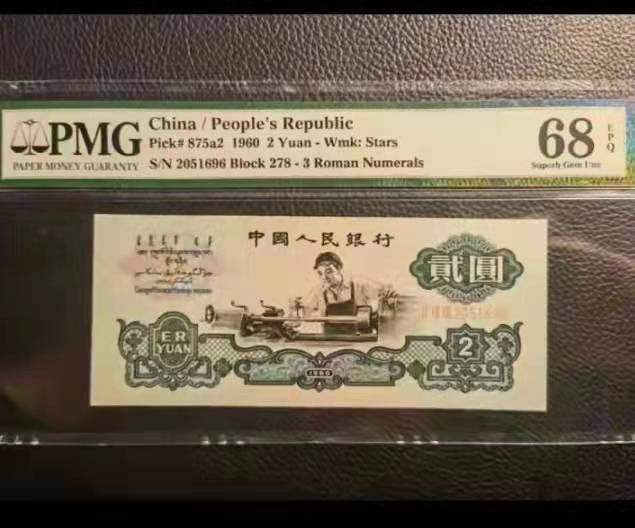 PMG
PAPER MONEY GUARANTY
China / People's Republic
Pick# 875a2 1960 2 Yuan - Wmk: Stars
S/N 2051696 Block 278 - 3 Roman Numerals
68 EPQ
Superb Gem Unc
中國人民銀行
貳圓
2051696
ER
YUAN
2
1960